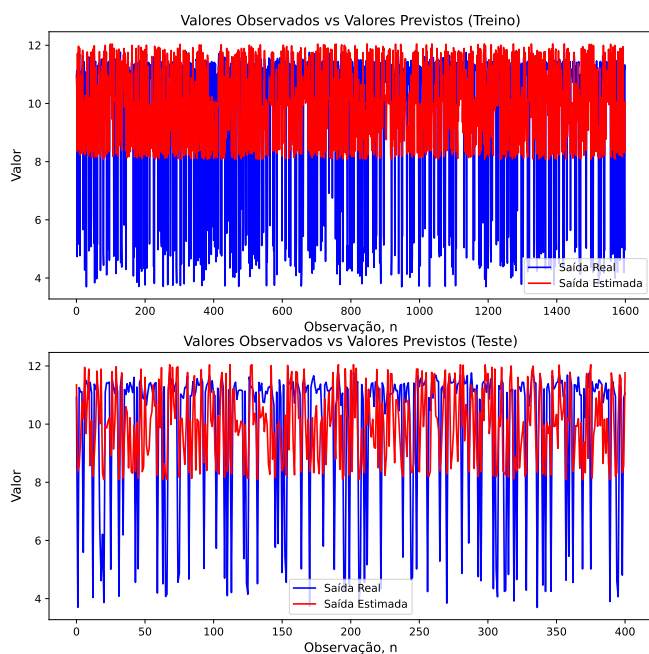 Valores Observados vs Valores Previstos (Treino)
12
10
8
6
4
Valor
0 200 400 600 800 1000 1200 1400 1600
Observação, n
Saída Real
Saída Estimada
Valores Observados vs Valores Previstos (Teste)
12
10
8
6
4
Valor
0 50 100 150 200 250 300 350 400
Observação, n
Saída Real
Saída Estimada